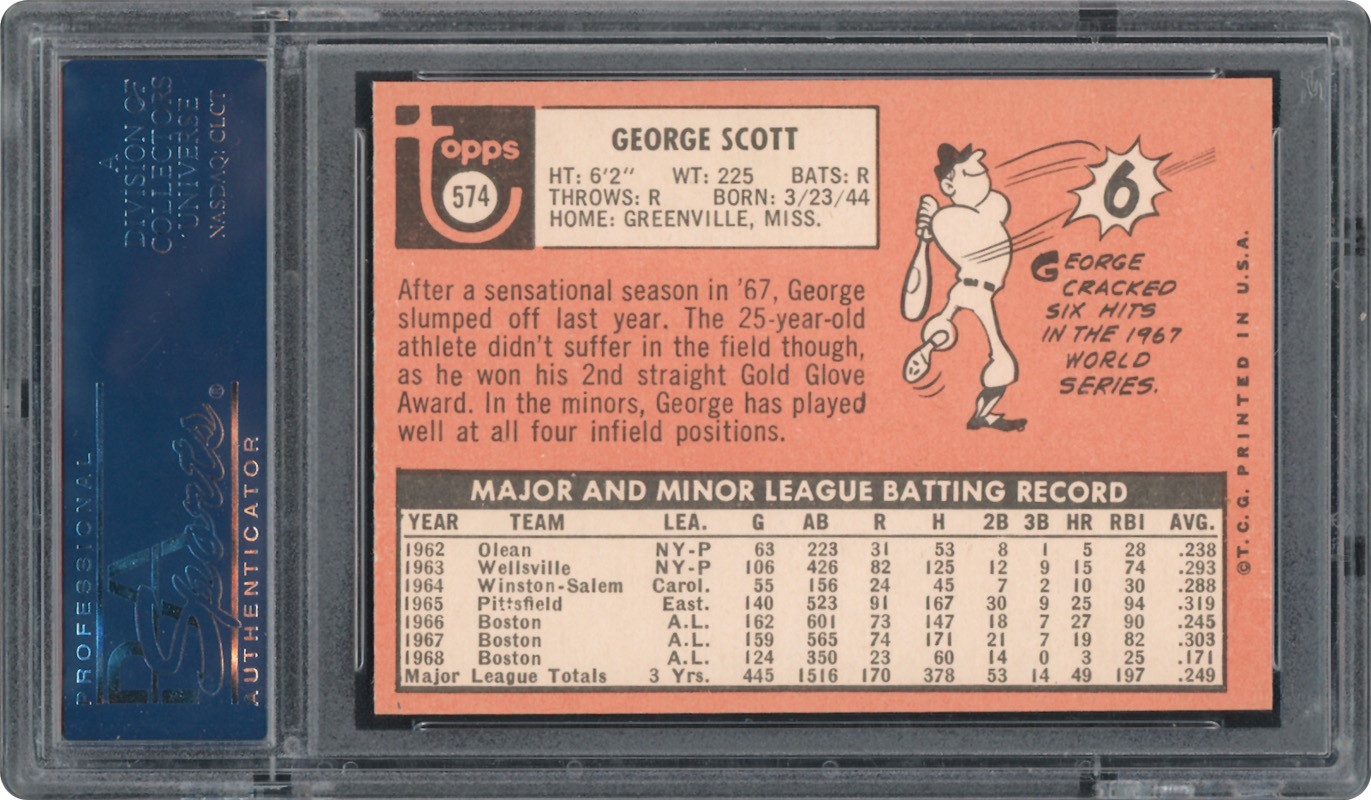 A
DIVISION OF
COLLECTORS
UNIVERSE
NASDAQ: CLCT
PROFESSIONAL
PSA
Sports®
AUTHENTICATOR
topps
574
GEORGE SCOTT
HT: 6'2" WT: 225 BATS: R
THROWS: R BORN: 3/23/44
HOME: GREENVILLE, MISS.
After a sensational season in '67, George
slumped off last year. The 25-year-old
athlete didn't suffer in the field though,
as he won his 2nd straight Gold Glove
Award. In the minors, George has played
well at all four infield positions.
6
GEORGE
CRACKED
SIX HITS
IN THE 1967
WORLD
SERIES.
MAJOR AND MINOR LEAGUE BATTING RECORD
YEAR TEAM LEA. G AB R H 2B 3B HR RBI AVG.
1962 Olean NY-P 63 223 31 53 8 1 5 28 .238
1963 Wellsville NY-P 106 426 82 125 12 9 15 74 .293
1964 Winston-Salem Carol. 55 156 24 45 7 2 10 30 .288
1965 Pittsfield East. 140 523 91 167 30 9 25 94 .319
1966 Boston A.L. 162 601 73 147 18 7 27 90 .245
1967 Boston A.L. 159 565 74 171 21 7 19 82 .303
1968 Boston A.L. 124 350 23 60 14 0 3 25 .171
Major League Totals 3 Yrs. 445 1516 170 378 53 14 49 197 .249
©T.C.G. PRINTED IN U.S.A.